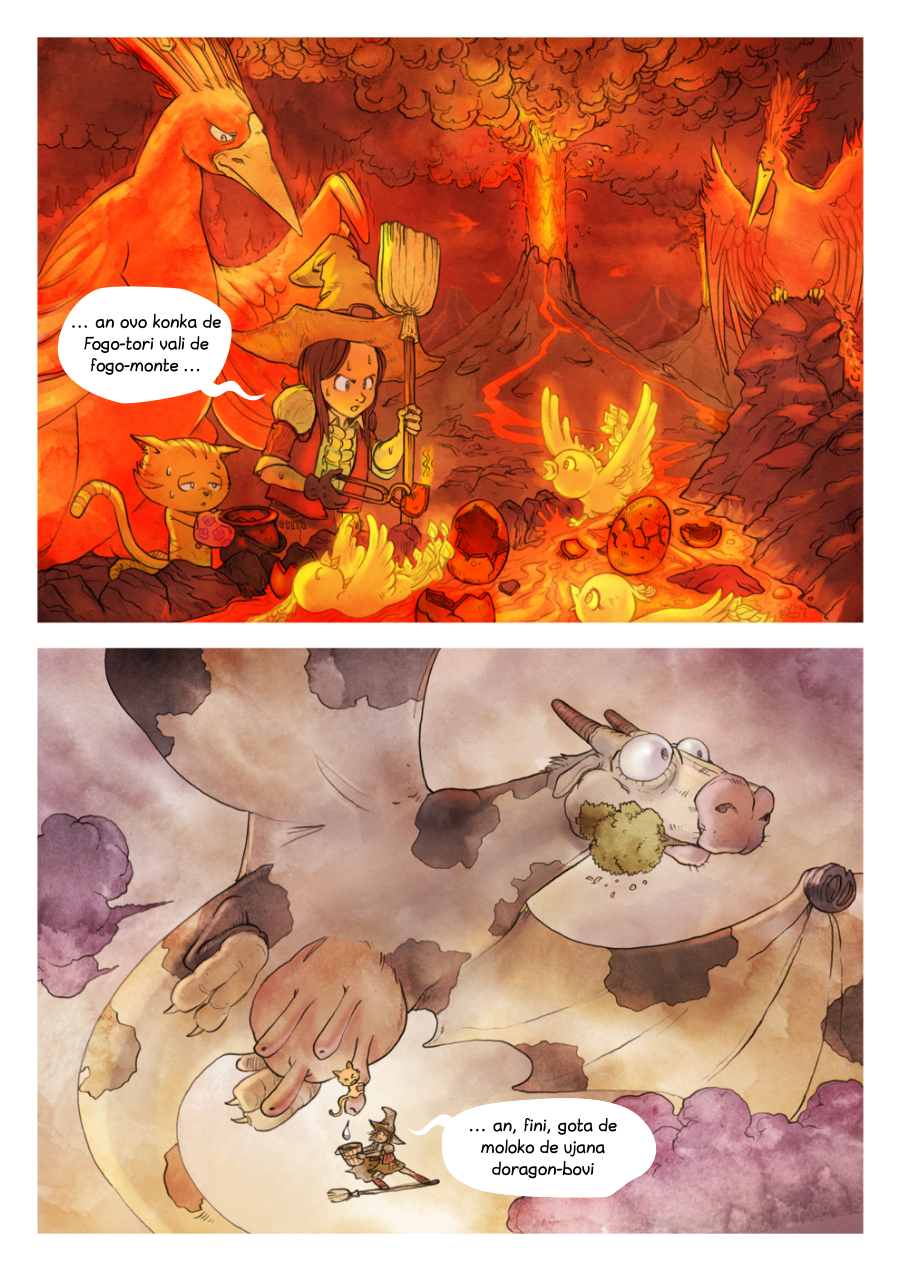 ... an ovo konka de
Fogo-tori vali de
fogo-monte ...
... an, fini, gota de
moloko de ujana
doragon-bovi